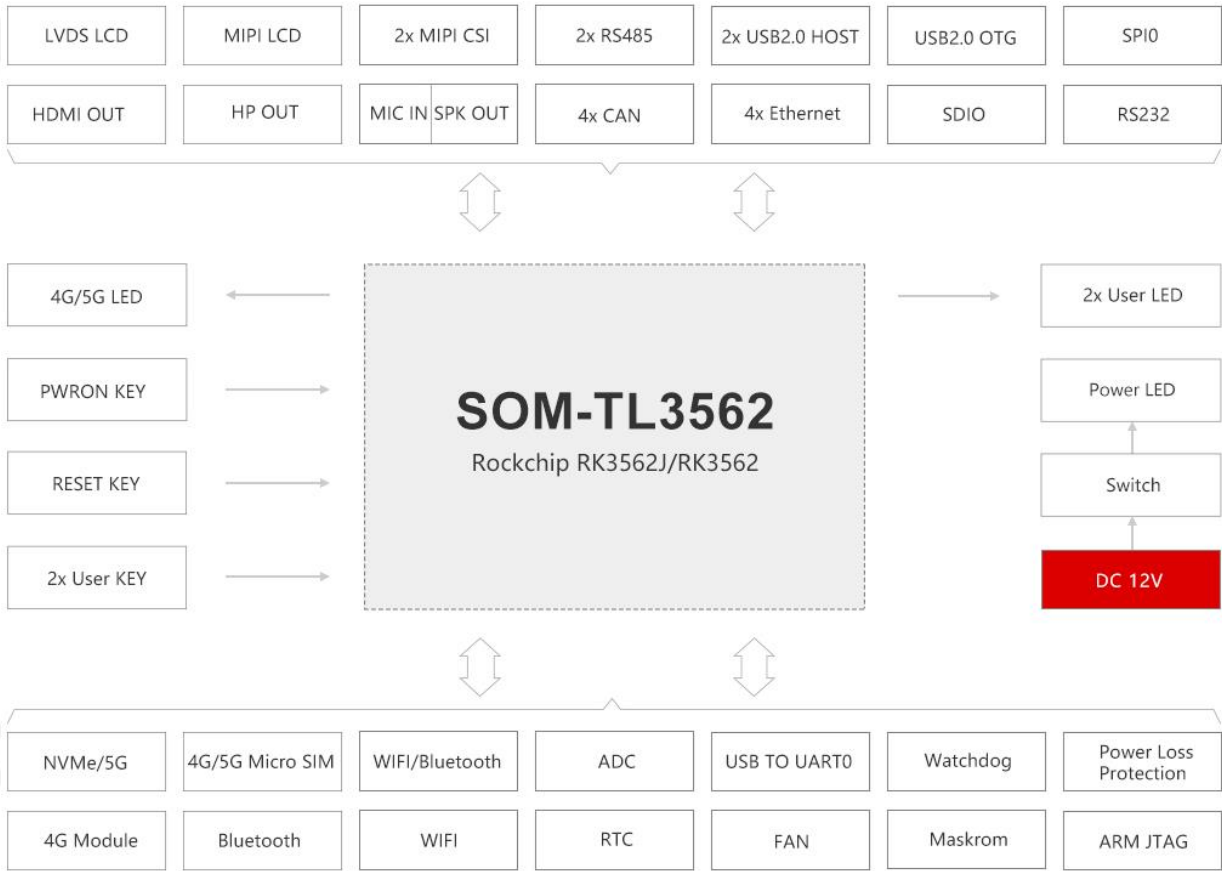 LVDS LCD
MIPI LCD
2x MIPI CSI
2x RS485
2x USB2.0 HOST
USB2.0 OTG
SPI0
HDMI OUT
HP OUT
MIC IN
SPK OUT
4x CAN
4x Ethernet
SDIO
RS232
4G/5G LED
2x User LED
PWRON KEY
Power LED
SOM-TL3562
Rockchip RK3562J/RK3562
RESET KEY
Switch
2x User KEY
DC 12V
NVMe/5G
4G/5G Micro SIM
WIFI/Bluetooth
ADC
USB TO UART0
Watchdog
Power Loss
Protection
4G Module
Bluetooth
WIFI
RTC
FAN
Maskrom
ARM JTAG